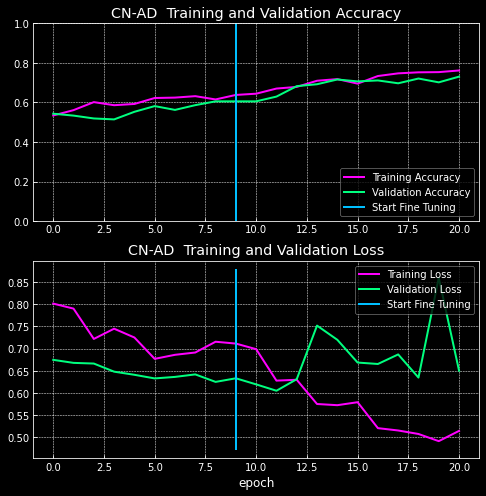 CN-AD Training and Validation Accuracy
1.0
0.8
0.6
0.4
0.2
0.0
Training Accuracy
Validation Accuracy
Start Fine Tuning
0.0 2.5 5.0 7.5 10.0 12.5 15.0 17.5 20.0
CN-AD Training and Validation Loss
0.85
0.80
0.75
0.70
0.65
0.60
0.55
0.50
Training Loss
Validation Loss
Start Fine Tuning
0.0 2.5 5.0 7.5 10.0 12.5 15.0 17.5 20.0
epoch